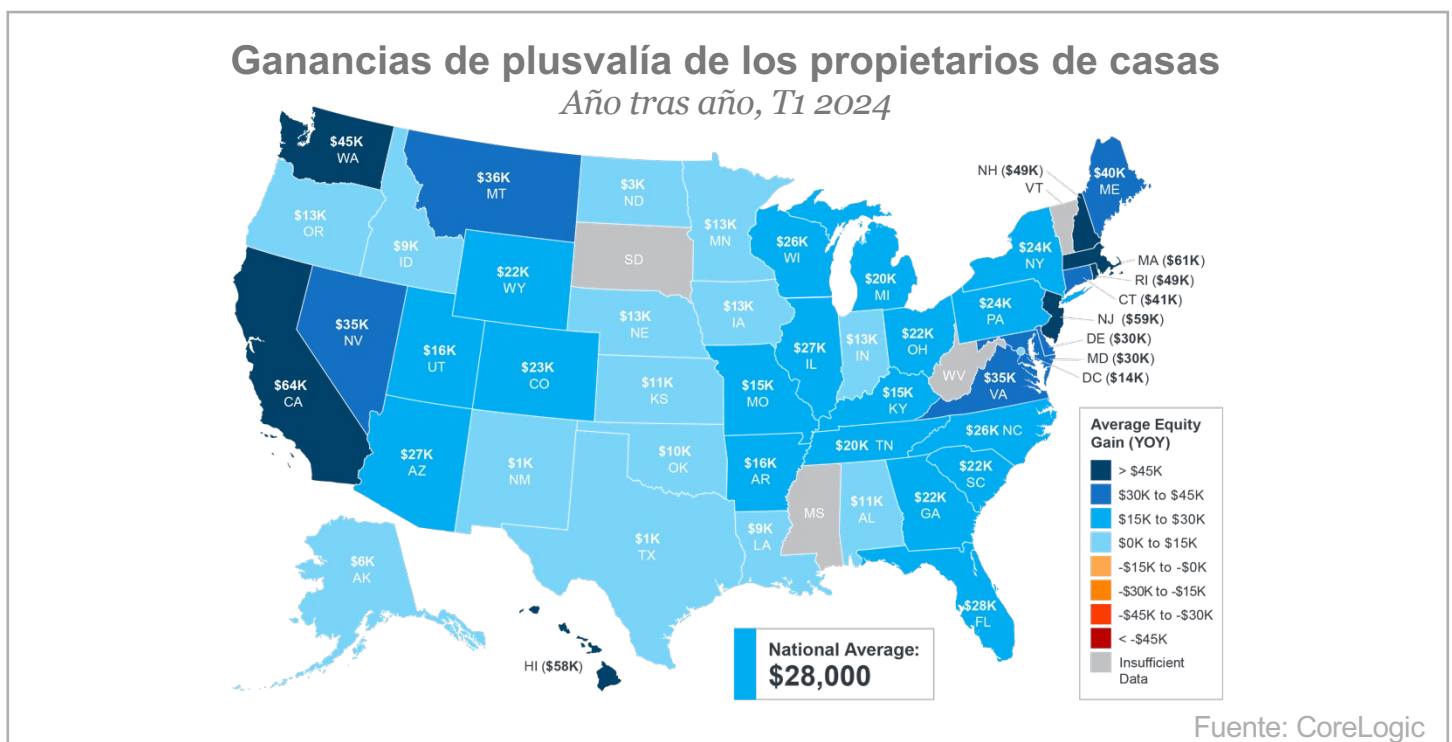 Ganancias de plusvalía de los propietarios de casas
Año tras año, T1 2024
$45K
WA
$36K
MT
$3K
ND
$13K
MN
NH ($49K)
VT
$40K
ME
$13K
OR
$9K
ID
SD
$26K
WI
$20K
MI
$24K
NY
MA ($61K)
RI ($49K)
CT ($41K)
NJ ($59K)
DE ($30K)
MD ($30K)
DC ($14K)
$22K
WY
$13K
NE
$13K
IA
$24K
PA
$35K
NV
$16K
UT
$23K
CO
$27K
IL
$13K
IN
$22K
OH
WV
$35K
VA
$64K
CA
$11K
KS
$15K
MO
$15K
KY
$27K
AZ
$1K
NM
$10K
OK
$16K
AR
$20K TN
$26K NC
$22K
SC
$1K
TX
$9K
LA
MS
$11K
AL
$22K
GA
$28K
FL
$6K
AK
HI ($58K)
National Average:
$28,000
Average Equity
Gain (YOY)
> $45K
$30K to $45K
$15K to $30K
$0K to $15K
-$15K to -$0K
-$30K to -$15K
-$45K to -$30K
< -$45K
Insufficient
Data
Fuente: CoreLogic